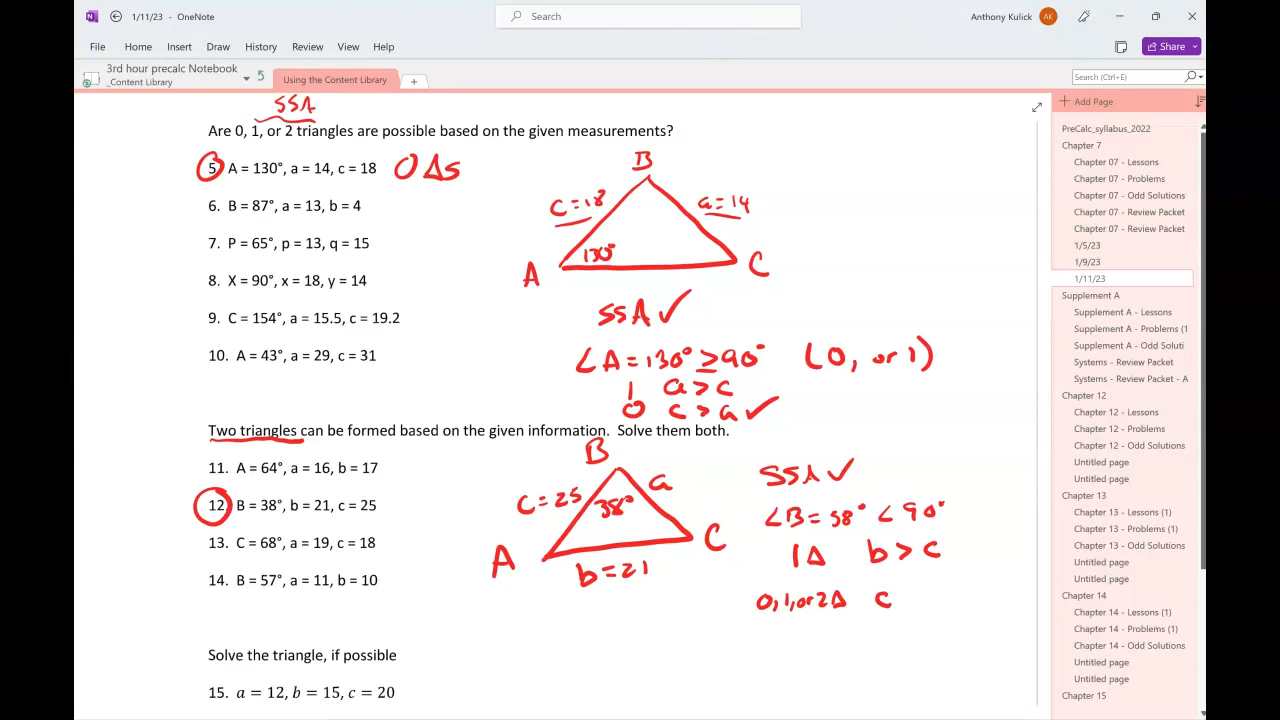 1/11/23 - OneNote
Search
Anthony Kulick
AK
File Home Insert Draw History Review View Help
Share
3rd hour precalc Notebook
_Content Library
Using the Content Library
+
Search (Ctrl+E)
SSA
Are 0, 1, or 2 triangles are possible based on the given measurements?
5. A = 130°, a = 14, c = 18
0 Δs
6. B = 87°, a = 13, b = 4
7. P = 65°, p = 13, q = 15
8. X = 90°, x = 18, y = 14
9. C = 154°, a = 15.5, c = 19.2
10. A = 43°, a = 29, c = 31
B
c = 18
a = 14
130°
A
C
SSA ✓
∠A = 130° ≥ 90° (0, or 1)
1 a > c
0 c > a ✓
Two triangles can be formed based on the given information. Solve them both.
11. A = 64°, a = 16, b = 17
12. B = 38°, b = 21, c = 25
13. C = 68°, a = 19, c = 18
14. B = 57°, a = 11, b = 10
B
c = 25
a
38°
A
C
b = 21
SSA ✓
∠B = 38° < 90°
1 Δ b > c
0, 1, or 2 Δ c
Solve the triangle, if possible
15. a = 12, b = 15, c = 20
+ Add Page
PreCalc_syllabus_2022
Chapter 7
Chapter 07 - Lessons
Chapter 07 - Problems
Chapter 07 - Odd Solutions
Chapter 07 - Review Packet
Chapter 07 - Review Packet
1/5/23
1/9/23
1/11/23
Supplement A
Supplement A - Lessons
Supplement A - Problems (1
Supplement A - Odd Soluti
Systems - Review Packet
Systems - Review Packet - A
Chapter 12
Chapter 12 - Lessons
Chapter 12 - Problems
Chapter 12 - Odd Solutions
Untitled page
Untitled page
Chapter 13
Chapter 13 - Lessons (1)
Chapter 13 - Problems (1)
Chapter 13 - Odd Solutions
Untitled page
Untitled page
Chapter 14
Chapter 14 - Lessons (1)
Chapter 14 - Problems (1)
Chapter 14 - Odd Solutions
Untitled page
Untitled page
Chapter 15